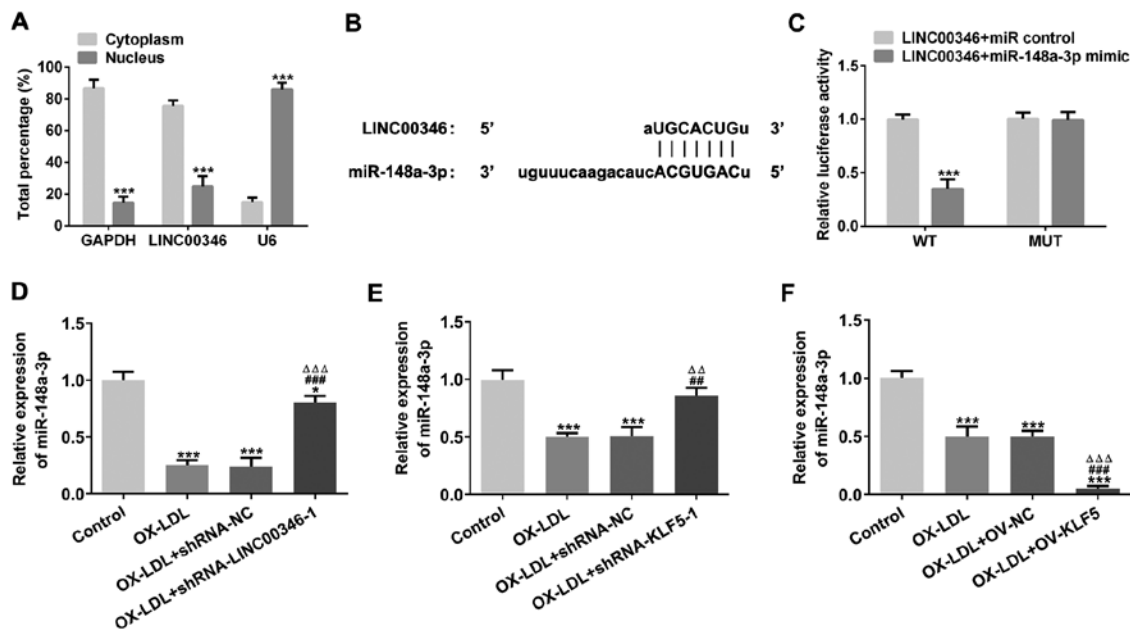 A
Cytoplasm
Nucleus
Total percentage (%)
100
80
60
40
20
0
***
***
***
GAPDH
LINC00346
U6
B
LINC00346: 5’ aUGCACUGu 3’
miR-148a-3p: 3’ uguuucaagacaucACGUGACu 5’
C
LINC00346+miR control
LINC00346+miR-148a-3p mimic
Relative luciferase activity
1.5
1.0
0.5
0.0
***
WT
MUT
D
Relative expression
of miR-148a-3p
1.5
1.0
0.5
0.0
***
***
ΔΔΔ
###
*
Control
OX-LDL
OX-LDL+shRNA-NC
OX-LDL+shRNA-LINC00346-1
E
Relative expression
of miR-148a-3p
1.5
1.0
0.5
0.0
***
***
ΔΔ
##
Control
OX-LDL
OX-LDL+shRNA-NC
OX-LDL+shRNA-KLF5-1
F
Relative expression
of miR-148a-3p
1.5
1.0
0.5
0.0
***
***
ΔΔΔ
###
***
Control
OX-LDL
OX-LDL+OV-NC
OX-LDL+OV-KLF5